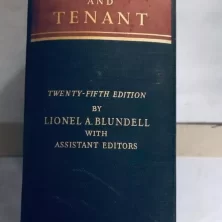 AND
TENANT
TWENTY-FIFTH EDITION
BY
LIONEL A. BLUNDELL
WITH
ASSISTANT EDITORS